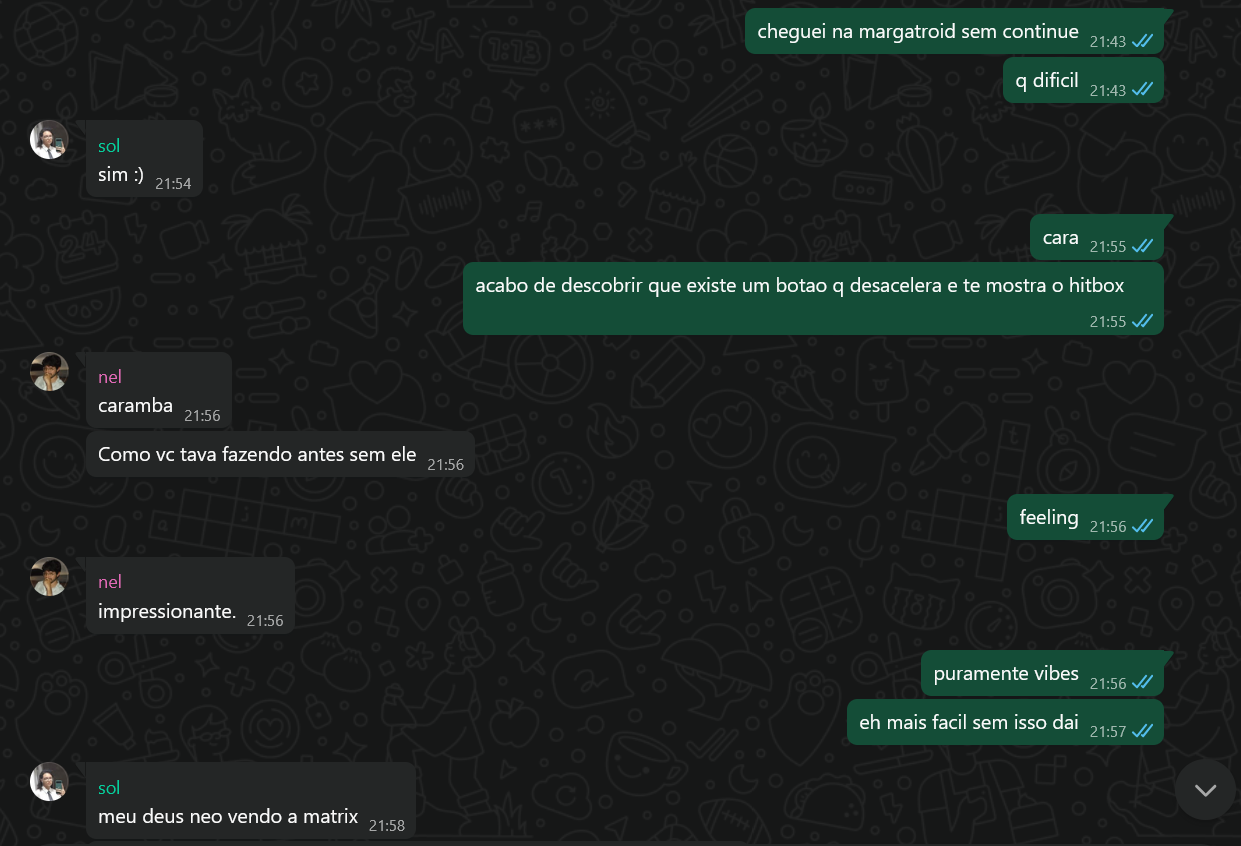 cheguei na margatroid sem continue 21:43
q dificil 21:43
sol
sim :) 21:54
cara 21:55
acabo de descobrir que existe um botao q desacelera e te mostra o hitbox
21:55
nel
caramba 21:56
Como vc tava fazendo antes sem ele 21:56
feeling 21:56
nel
impressionante. 21:56
puramente vibes 21:56
eh mais facil sem isso dai 21:57
sol
meu deus neo vendo a matrix 21:58